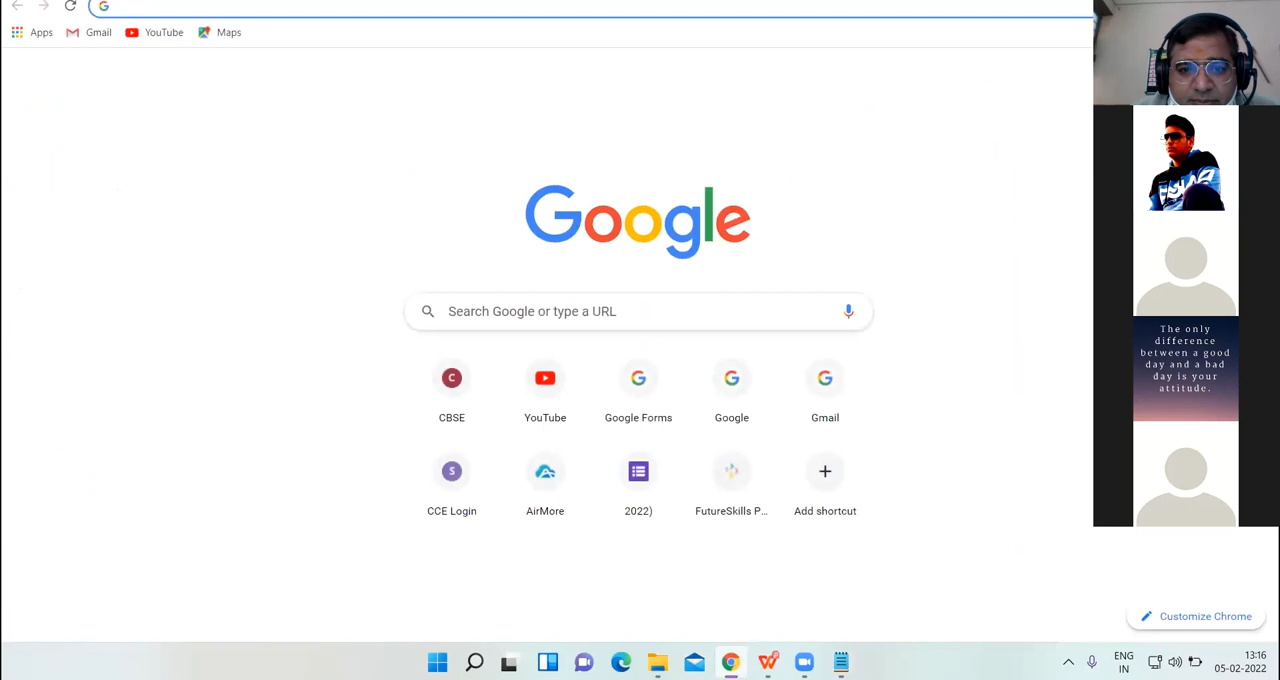 Apps Gmail YouTube Maps
Google
Search Google or type a URL
CBSE YouTube Google Forms Google Gmail
C
S
CCE Login AirMore 2022) FutureSkills P... Add shortcut
The only
difference
between a good
day and a bad
day is your
attitude.
Customize Chrome
ENG
IN
13:16
05-02-2022